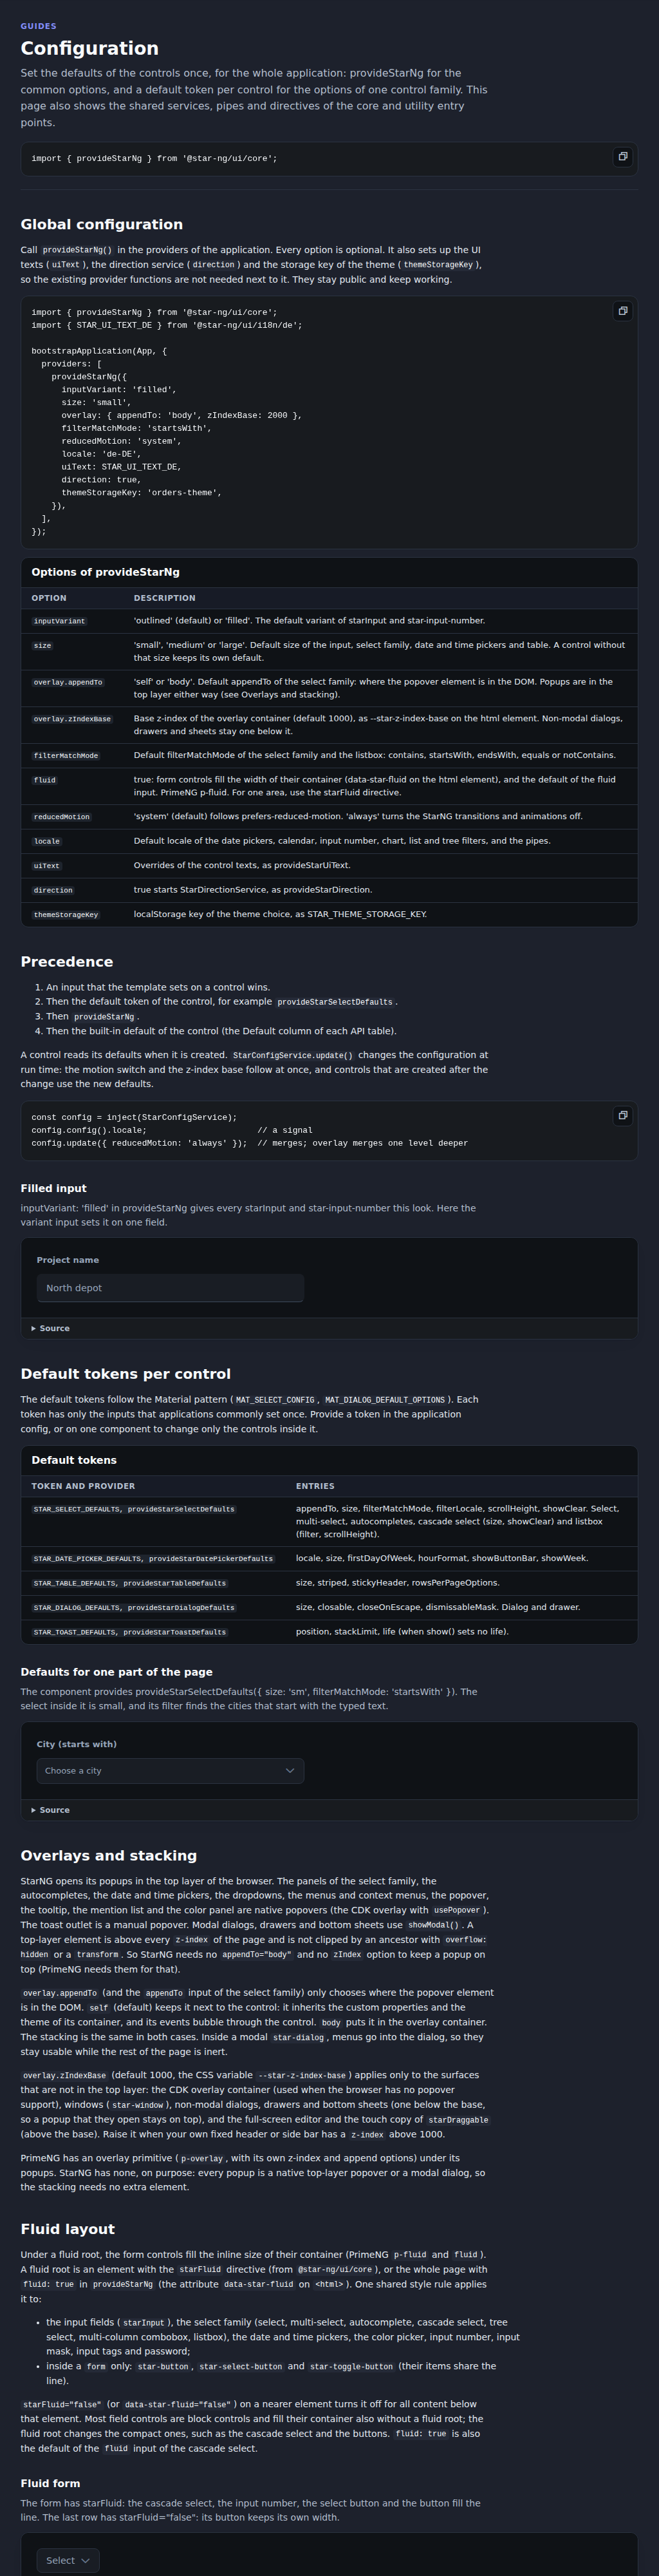 GUIDES
Configuration
Set the defaults of the controls once, for the whole application: provideStarNg for the
common options, and a default token per control for the options of one control family. This
page also shows the shared services, pipes and directives of the core and utility entry
points.
import { provideStarNg } from '@star-ng/ui/core';
Global configuration
Call provideStarNg() in the providers of the application. Every option is optional. It also sets up the UI
texts ( uiText ), the direction service ( direction ) and the storage key of the theme ( themeStorageKey ),
so the existing provider functions are not needed next to it. They stay public and keep working.
import { provideStarNg } from '@star-ng/ui/core';
import { STAR_UI_TEXT_DE } from '@star-ng/ui/i18n/de';
bootstrapApplication(App, {
  providers: [
    provideStarNg({
      inputVariant: 'filled',
      size: 'small',
      overlay: { appendTo: 'body', zIndexBase: 2000 },
      filterMatchMode: 'startsWith',
      reducedMotion: 'system',
      locale: 'de-DE',
      uiText: STAR_UI_TEXT_DE,
      direction: true,
      themeStorageKey: 'orders-theme',
    }),
  ],
});
Options of provideStarNg
OPTION DESCRIPTION
inputVariant 'outlined' (default) or 'filled'. The default variant of starInput and star-input-number.
size 'small', 'medium' or 'large'. Default size of the input, select family, date and time pickers and table. A control without
that size keeps its own default.
overlay.appendTo 'self' or 'body'. Default appendTo of the select family: where the popover element is in the DOM. Popups are in the
top layer either way (see Overlays and stacking).
overlay.zIndexBase Base z-index of the overlay container (default 1000), as --star-z-index-base on the html element. Non-modal dialogs,
drawers and sheets stay one below it.
filterMatchMode Default filterMatchMode of the select family and the listbox: contains, startsWith, endsWith, equals or notContains.
fluid true: form controls fill the width of their container (data-star-fluid on the html element), and the default of the fluid
input. PrimeNG p-fluid. For one area, use the starFluid directive.
reducedMotion 'system' (default) follows prefers-reduced-motion. 'always' turns the StarNG transitions and animations off.
locale Default locale of the date pickers, calendar, input number, chart, list and tree filters, and the pipes.
uiText Overrides of the control texts, as provideStarUiText.
direction true starts StarDirectionService, as provideStarDirection.
themeStorageKey localStorage key of the theme choice, as STAR_THEME_STORAGE_KEY.
Precedence
1. An input that the template sets on a control wins.
2. Then the default token of the control, for example provideStarSelectDefaults .
3. Then provideStarNg .
4. Then the built-in default of the control (the Default column of each API table).
A control reads its defaults when it is created. StarConfigService.update() changes the configuration at
run time: the motion switch and the z-index base follow at once, and controls that are created after the
change use the new defaults.
const config = inject(StarConfigService);
config.config().locale; // a signal
config.update({ reducedMotion: 'always' }); // merges; overlay merges one level deeper
Filled input
inputVariant: 'filled' in provideStarNg gives every starInput and star-input-number this look. Here the
variant input sets it on one field.
Project name
North depot
Source
Default tokens per control
The default tokens follow the Material pattern ( MAT_SELECT_CONFIG , MAT_DIALOG_DEFAULT_OPTIONS ). Each
token has only the inputs that applications commonly set once. Provide a token in the application
config, or on one component to change only the controls inside it.
Default tokens
TOKEN AND PROVIDER ENTRIES
STAR_SELECT_DEFAULTS, provideStarSelectDefaults appendTo, size, filterMatchMode, filterLocale, scrollHeight, showClear. Select,
multi-select, autocompletes, cascade select (size, showClear) and listbox
(filter, scrollHeight).
STAR_DATE_PICKER_DEFAULTS, provideStarDatePickerDefaults locale, size, firstDayOfWeek, hourFormat, showButtonBar, showWeek.
STAR_TABLE_DEFAULTS, provideStarTableDefaults size, striped, stickyHeader, rowsPerPageOptions.
STAR_DIALOG_DEFAULTS, provideStarDialogDefaults size, closable, closeOnEscape, dismissableMask. Dialog and drawer.
STAR_TOAST_DEFAULTS, provideStarToastDefaults position, stackLimit, life (when show() sets no life).
Defaults for one part of the page
The component provides provideStarSelectDefaults({ size: 'sm', filterMatchMode: 'startsWith' }). The
select inside it is small, and its filter finds the cities that start with the typed text.
City (starts with)
Choose a city
Source
Overlays and stacking
StarNG opens its popups in the top layer of the browser. The panels of the select family, the
autocompletes, the date and time pickers, the dropdowns, the menus and context menus, the popover,
the tooltip, the mention list and the color panel are native popovers (the CDK overlay with usePopover ).
The toast outlet is a manual popover. Modal dialogs, drawers and bottom sheets use showModal() . A
top-layer element is above every z-index of the page and is not clipped by an ancestor with overflow:
hidden or a transform . So StarNG needs no appendTo="body" and no zIndex option to keep a popup on
top (PrimeNG needs them for that).
overlay.appendTo (and the appendTo input of the select family) only chooses where the popover element
is in the DOM. self (default) keeps it next to the control: it inherits the custom properties and the
theme of its container, and its events bubble through the control. body puts it in the overlay container.
The stacking is the same in both cases. Inside a modal star-dialog , menus go into the dialog, so they
stay usable while the rest of the page is inert.
overlay.zIndexBase (default 1000, the CSS variable --star-z-index-base ) applies only to the surfaces
that are not in the top layer: the CDK overlay container (used when the browser has no popover
support), windows ( star-window ), non-modal dialogs, drawers and bottom sheets (one below the base,
so a popup that they open stays on top), and the full-screen editor and the touch copy of starDraggable
(above the base). Raise it when your own fixed header or side bar has a z-index above 1000.
PrimeNG has an overlay primitive ( p-overlay , with its own z-index and append options) under its
popups. StarNG has none, on purpose: every popup is a native top-layer popover or a modal dialog, so
the stacking needs no extra element.
Fluid layout
Under a fluid root, the form controls fill the inline size of their container (PrimeNG p-fluid and fluid ).
A fluid root is an element with the starFluid directive (from @star-ng/ui/core ), or the whole page with
fluid: true in provideStarNg (the attribute data-star-fluid on <html> ). One shared style rule applies
it to:
• the input fields ( starInput ), the select family (select, multi-select, autocomplete, cascade select, tree
select, multi-column combobox, listbox), the date and time pickers, the color picker, input number, input
mask, input tags and password;
• inside a form only: star-button , star-select-button and star-toggle-button (their items share the
line).
starFluid="false" (or data-star-fluid="false" ) on a nearer element turns it off for all content below
that element. Most field controls are block controls and fill their container also without a fluid root; the
fluid root changes the compact ones, such as the cascade select and the buttons. fluid: true is also
the default of the fluid input of the cascade select.
Fluid form
The form has starFluid: the cascade select, the input number, the select button and the button fill the
line. The last row has starFluid="false": its button keeps its own width.
Select